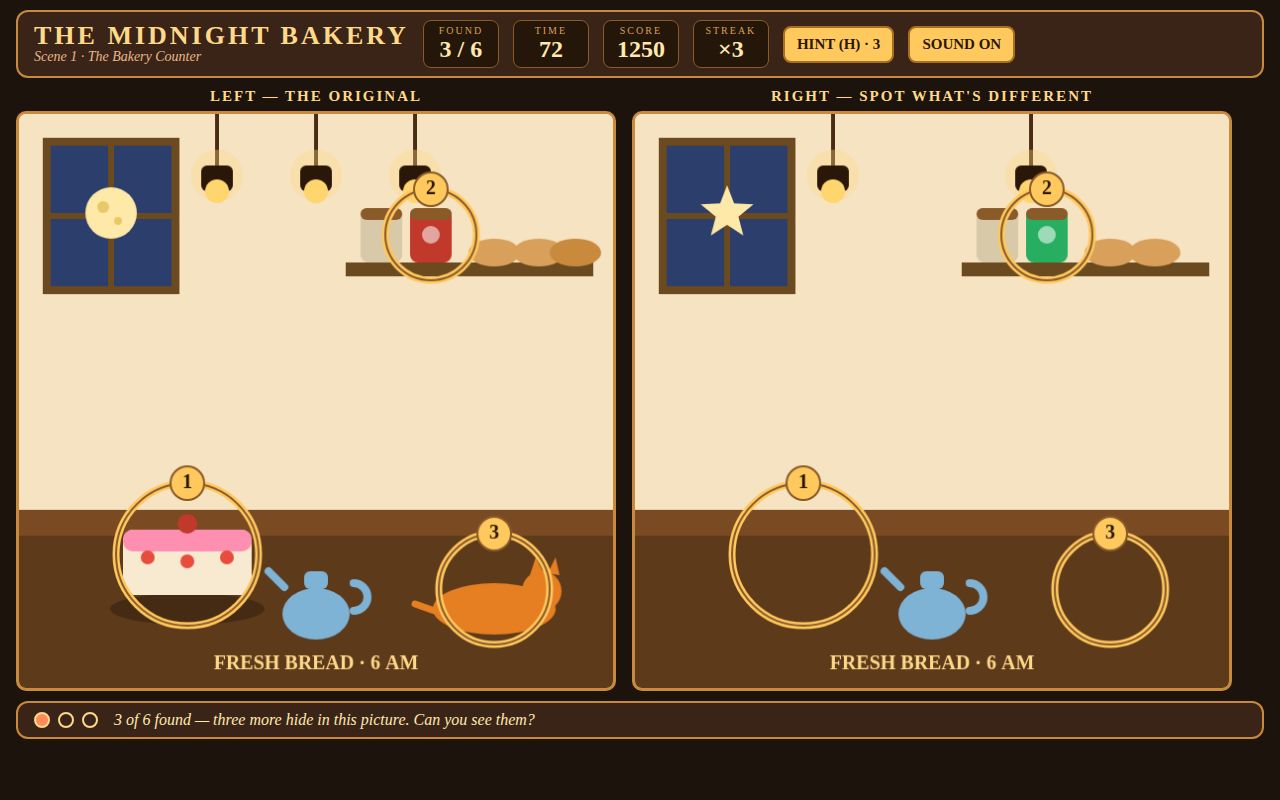 THE MIDNIGHT BAKERY
Scene 1 · The Bakery Counter
FOUND
3 / 6
TIME
72
SCORE
1250
STREAK
×3
HINT (H) · 3
SOUND ON
LEFT — THE ORIGINAL
RIGHT — SPOT WHAT'S DIFFERENT
2
1
3
FRESH BREAD · 6 AM
2
1
3
FRESH BREAD · 6 AM
3 of 6 found — three more hide in this picture. Can you see them?